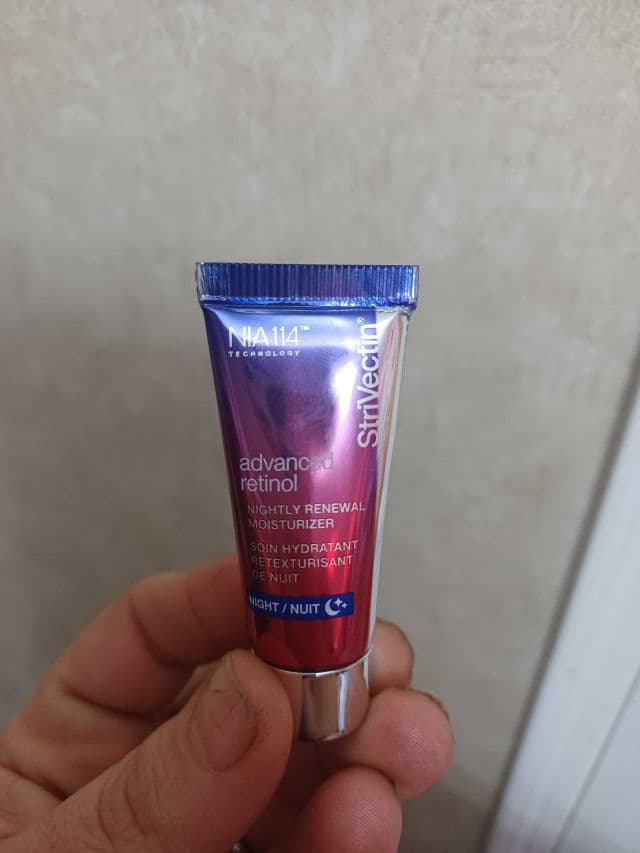 NIA114™
TECHNOLOGY
StriVectin®
advanced
retinol
NIGHTLY RENEWAL
MOISTURIZER
SOIN HYDRATANT
RETEXTURISANT
DE NUIT
NIGHT / NUIT